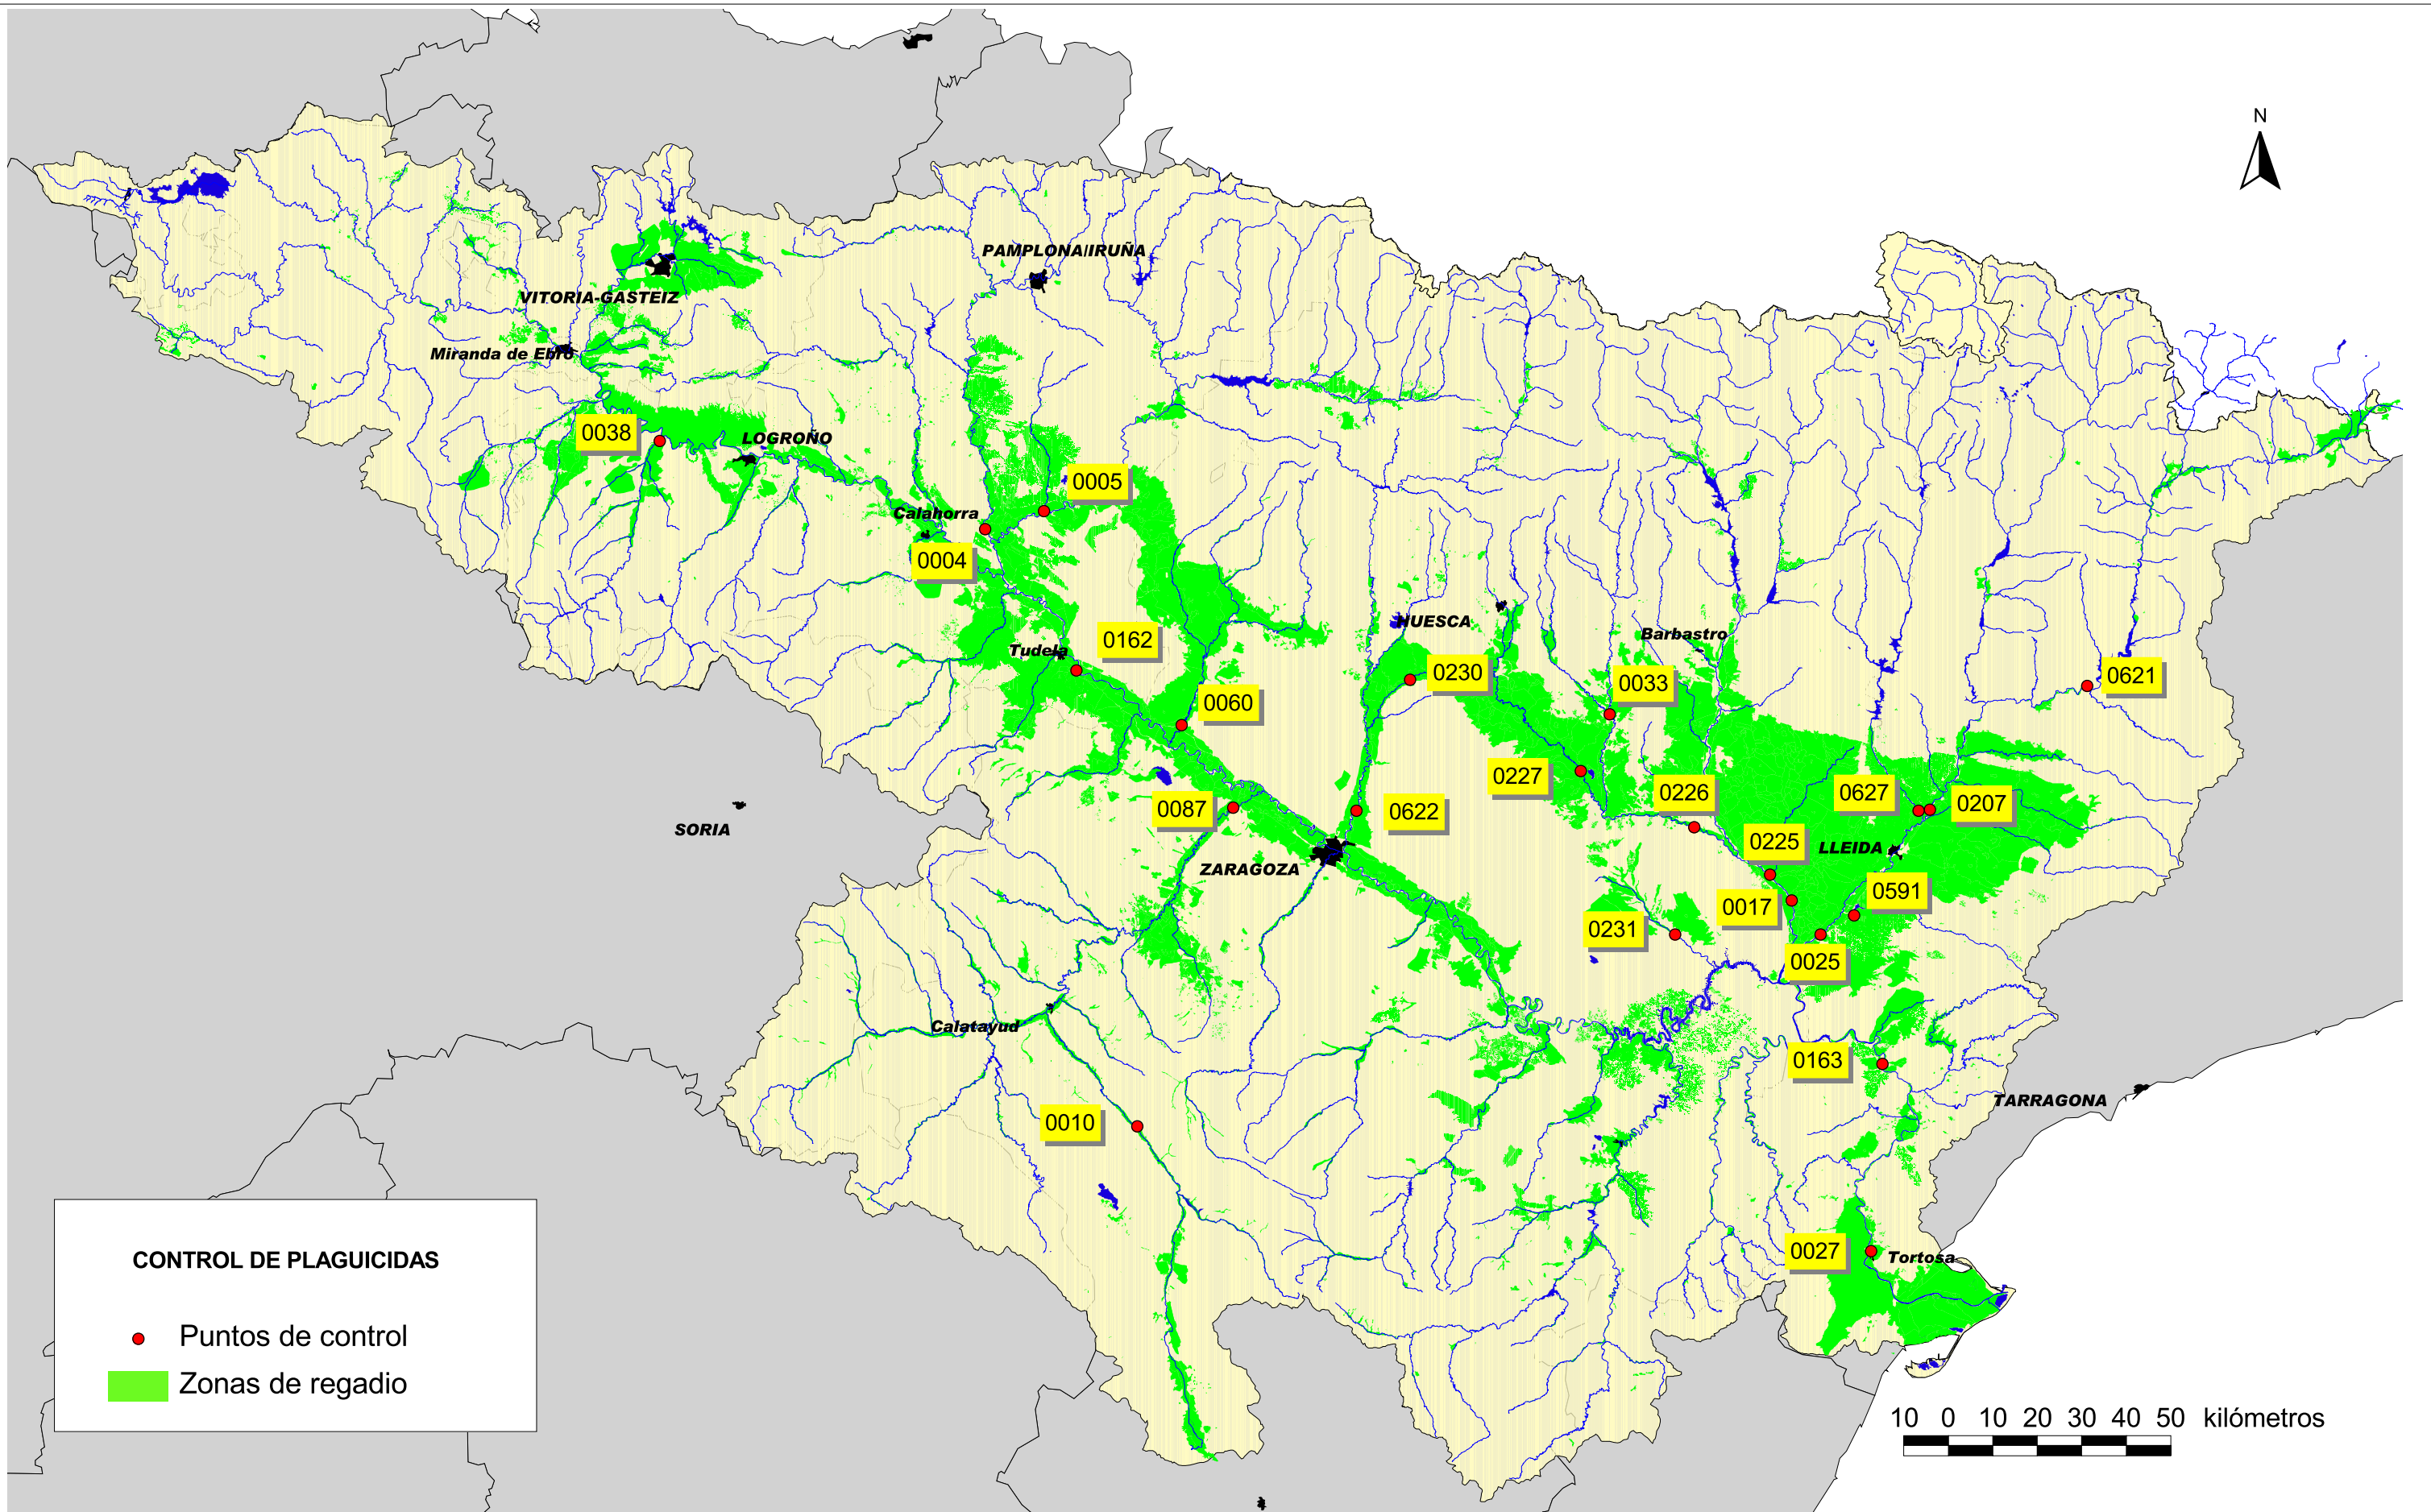 N
PAMPLONA/IRUÑA
VITORIA-GASTEIZ
Miranda de Ebro
0038
LOGROÑO
0005
Calahorra
0004
HUESCA
Barbastro
0162
Tudela
0230
0033
0621
0060
0227
0226
0627
0207
0087
0622
SORIA
0225
LLEIDA
ZARAGOZA
0591
0017
0231
0025
Calatayud
0163
TARRAGONA
0010
0027
Tortosa
CONTROL DE PLAGUICIDAS
Puntos de control
Zonas de regadio
10 0 10 20 30 40 50 kilómetros